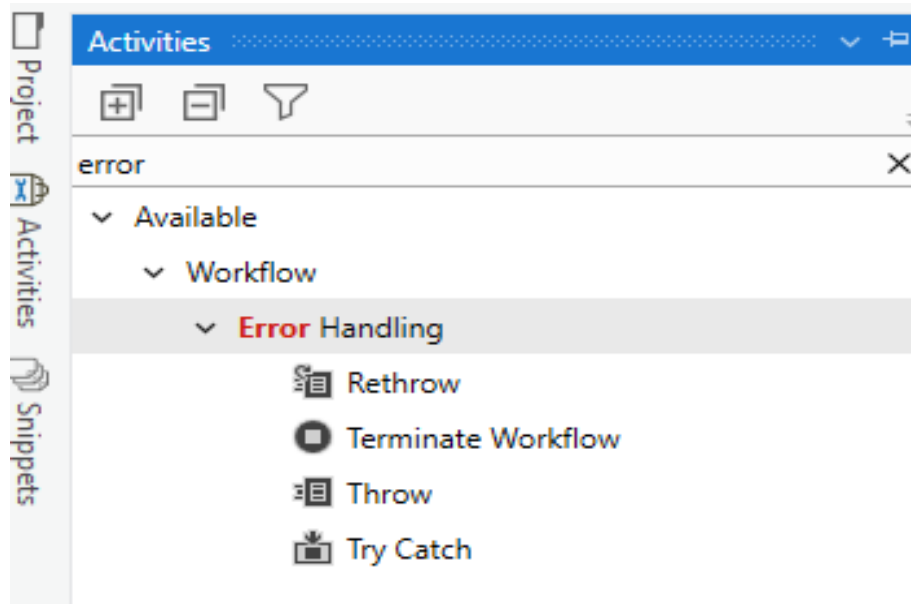 Project
Activities
Snippets
Activities
error
Available
Workflow
Error Handling
Rethrow
Terminate Workflow
Throw
Try Catch